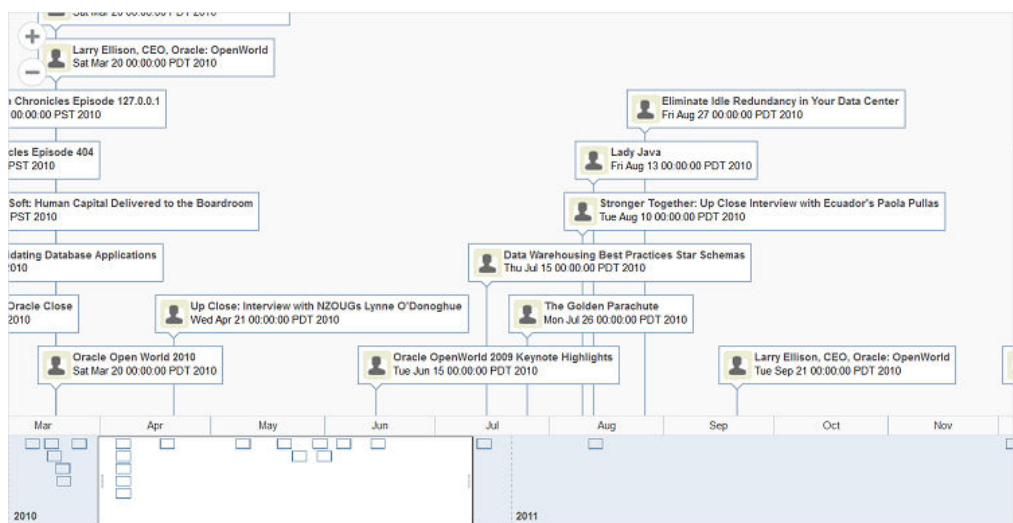 Sat Mar 20 00:00:00 PDT 2010
Larry Ellison, CEO, Oracle: OpenWorld
Sat Mar 20 00:00:00 PDT 2010
Chronicles Episode 127.0.0.1
00:00:00 PST 2010
Eliminate Idle Redundancy in Your Data Center
Fri Aug 27 00:00:00 PDT 2010
cles Episode 404
PST 2010
Lady Java
Fri Aug 13 00:00:00 PDT 2010
Soft: Human Capital Delivered to the Boardroom
PST 2010
Stronger Together: Up Close Interview with Ecuador's Paola Pullas
Tue Aug 10 00:00:00 PDT 2010
idating Database Applications
2010
Data Warehousing Best Practices Star Schemas
Thu Jul 15 00:00:00 PDT 2010
Oracle Close
2010
Up Close: Interview with NZOUGs Lynne O'Donoghue
Wed Apr 21 00:00:00 PDT 2010
The Golden Parachute
Mon Jul 26 00:00:00 PDT 2010
Oracle Open World 2010
Sat Mar 20 00:00:00 PDT 2010
Oracle OpenWorld 2009 Keynote Highlights
Tue Jun 15 00:00:00 PDT 2010
Larry Ellison, CEO, Oracle: OpenWorld
Tue Sep 21 00:00:00 PDT 2010
Mar Apr May Jun Jul Aug Sep Oct Nov
2010 2011